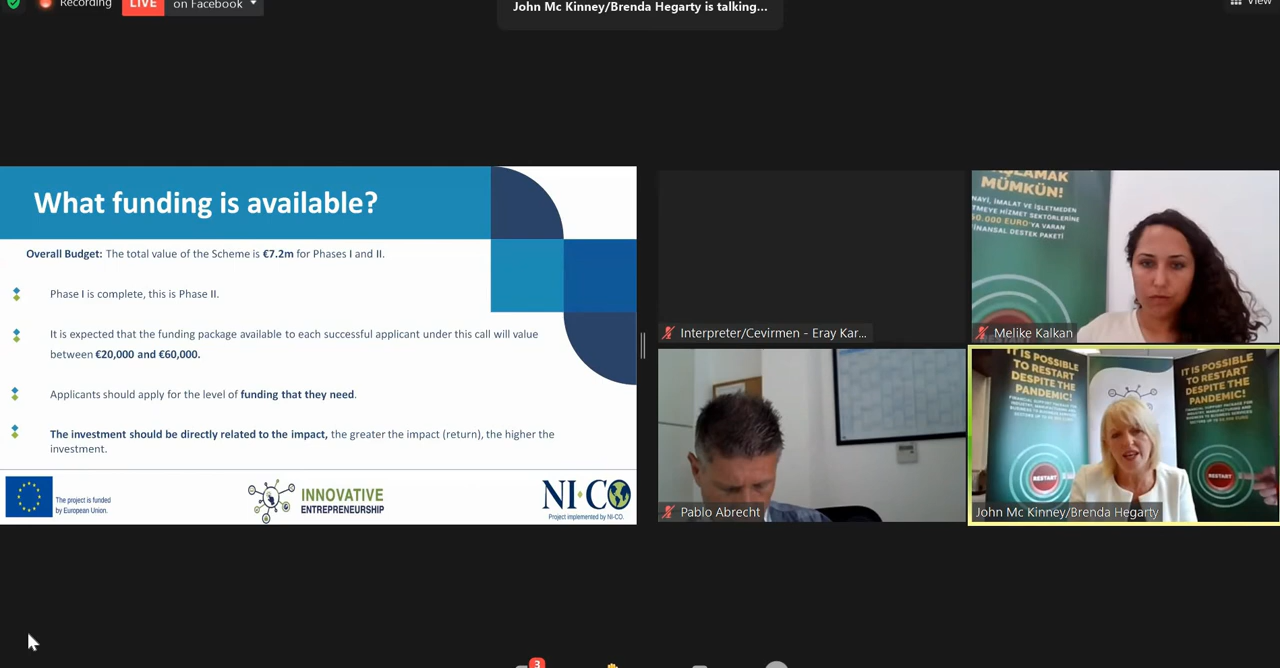 Recording
LIVE
on Facebook
John Mc Kinney/Brenda Hegarty is talking...
View
What funding is available?
Overall Budget: The total value of the Scheme is €7.2m for Phases I and II.
Phase I is complete, this is Phase II.
It is expected that the funding package available to each successful applicant under this call will value
between €20,000 and €60,000.
Applicants should apply for the level of funding that they need.
The investment should be directly related to the impact, the greater the impact (return), the higher the
investment.
The project is funded
by European Union.
INNOVATIVE
ENTREPRENEURSHIP
NI·CO
Project implemented by NI-CO.
Interpreter/Cevirmen - Eray Kar...
MÜMKÜN!
Melike Kalkan
Pablo Abrecht
IT IS POSSIBLE
TO RESTART
DESPITE THE
PANDEMIC!
RESTART
IT IS POSSIBLE
TO RESTART
DESPITE THE
PANDEMIC!
RESTART
John Mc Kinney/Brenda Hegarty
3